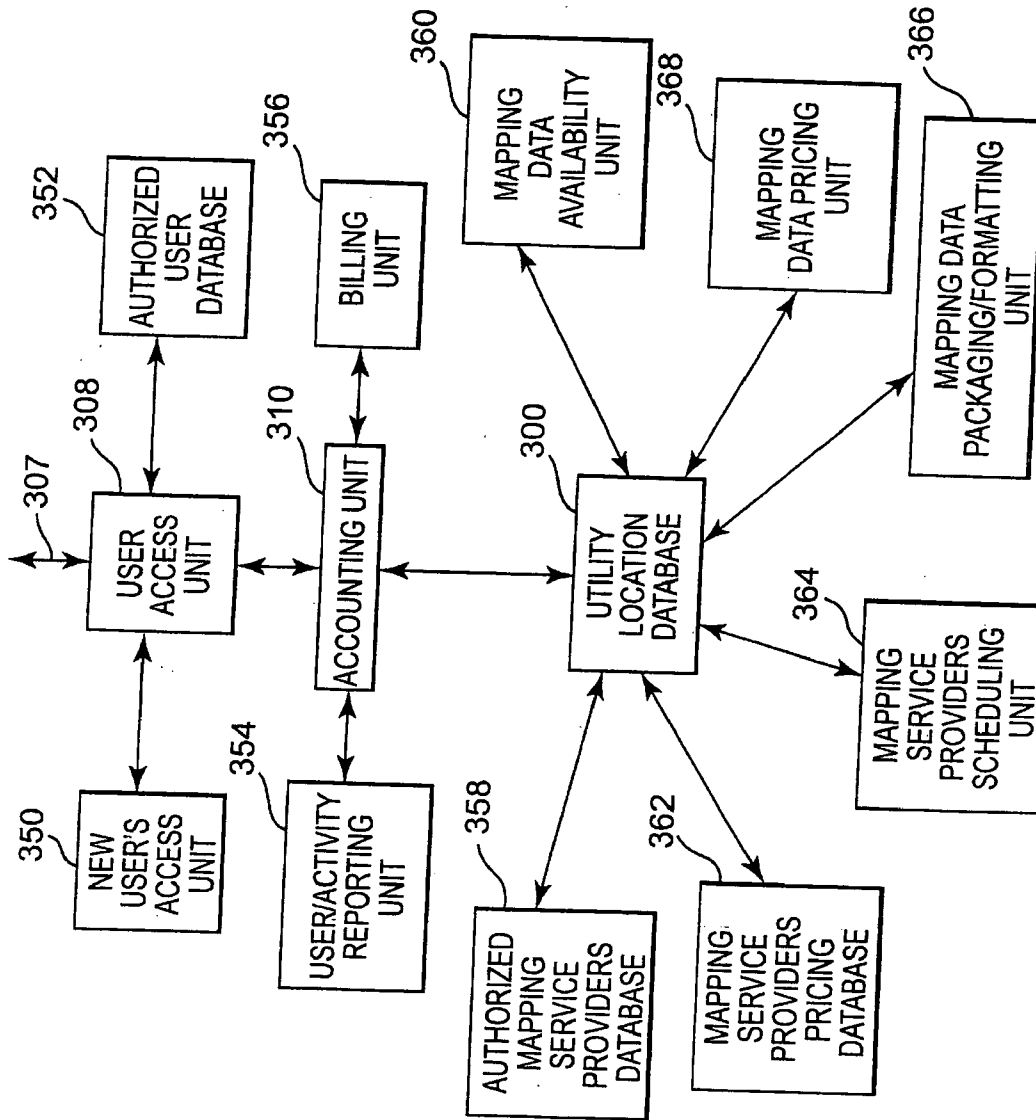 307
350
NEW
USER'S
ACCESS
UNIT
308
USER
ACCESS
UNIT
352
AUTHORIZED
USER
DATABASE
354
USER/ACTIVITY
REPORTING
UNIT
310
ACCOUNTING UNIT
356
BILLING
UNIT
358
AUTHORIZED
MAPPING
SERVICE
PROVIDERS
DATABASE
300
UTILITY
LOCATION
DATABASE
360
MAPPING
DATA
AVAILABILITY
UNIT
362
MAPPING
SERVICE
PROVIDERS
PRICING
DATABASE
364
MAPPING
SERVICE
PROVIDERS
SCHEDULING
UNIT
368
MAPPING
DATA PRICING
UNIT
366
MAPPING DATA
PACKAGING/FORMATTING
UNIT